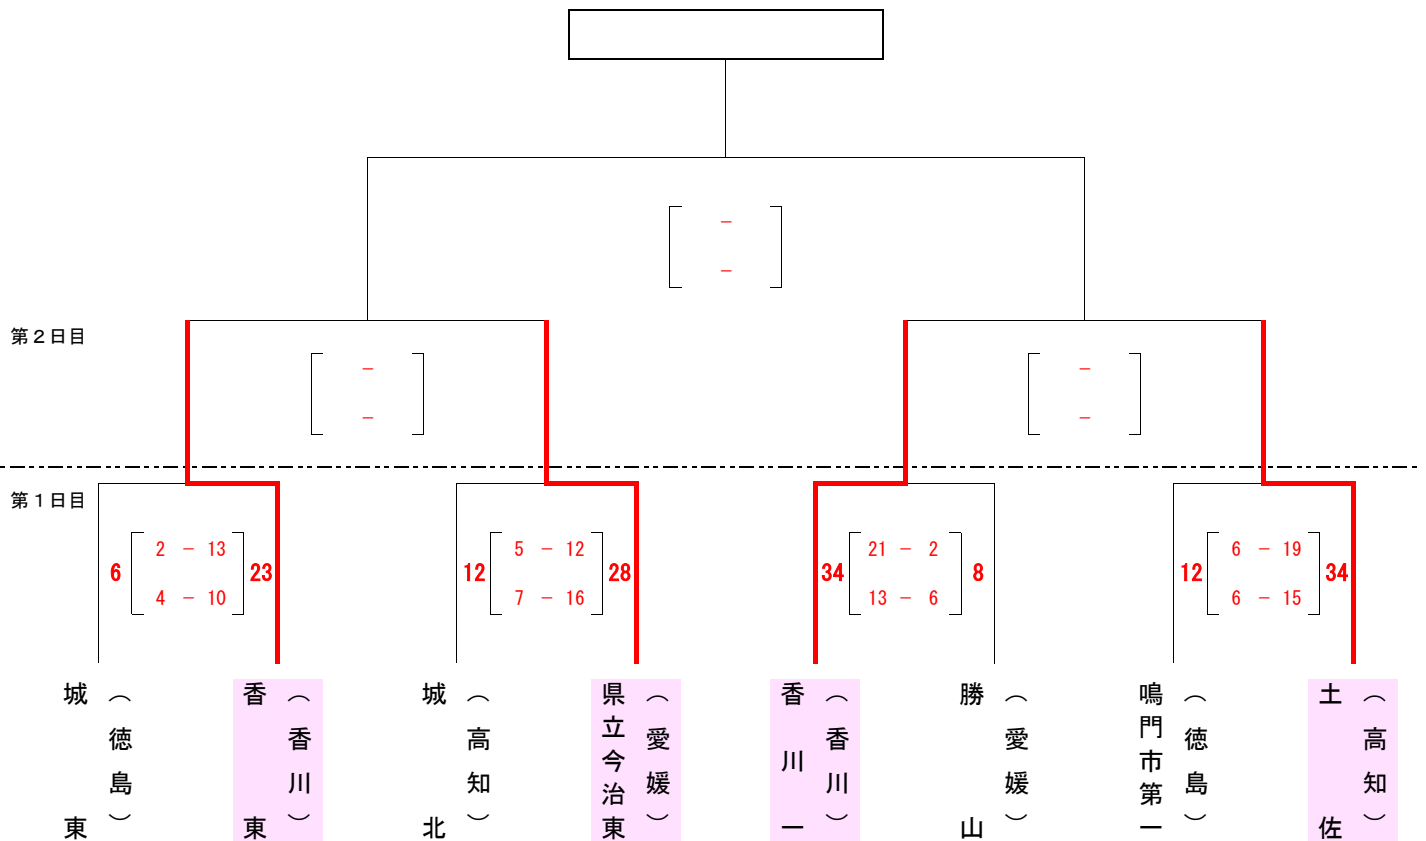 －
－
第２日目
－
－
－
－
第１日目
6
2 － 13
4 － 10
23
12
5 － 12
7 － 16
28
34
21 － 2
13 － 6
8
12
6 － 19
6 － 15
34
城東
（徳島）
香東
（香川）
城北
（高知）
県立今治東
（愛媛）
香川一
（香川）
勝山
（愛媛）
鳴門市第一
（徳島）
土佐
（高知）